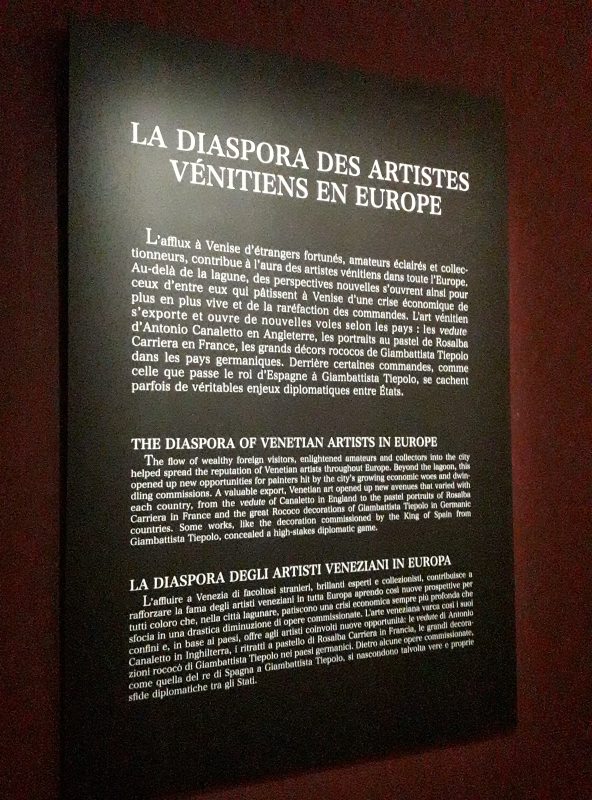 LA DIASPORA DES ARTISTES
VÉNITIENS EN EUROPE
L'afflux à Venise d'étrangers fortunés, amateurs éclairés et collec-
tionneurs, contribue à l'aura des artistes vénitiens dans toute l'Europe.
Au-delà de la lagune, des perspectives nouvelles s'ouvrent ainsi pour
ceux d'entre eux qui pâtissent à Venise d'une crise économique de
plus en plus vive et de la raréfaction des commandes. L'art vénitien
s'exporte et ouvre de nouvelles voies selon les pays : les vedute
d'Antonio Canaletto en Angleterre, les portraits au pastel de Rosalba
Carriera en France, les grands décors rococos de Giambattista Tiepolo
dans les pays germaniques. Derrière certaines commandes, comme
celle que passe le roi d'Espagne à Giambattista Tiepolo, se cachent
parfois de véritables enjeux diplomatiques entre États.
THE DIASPORA OF VENETIAN ARTISTS IN EUROPE
The flow of wealthy foreign visitors, enlightened amateurs and collectors into the city
helped spread the reputation of Venetian artists throughout Europe. Beyond the lagoon, this
opened up new opportunities for painters hit by the city's growing economic woes and dwin-
dling commissions. A valuable export, Venetian art opened up new avenues that varied with
each country, from the vedute of Canaletto in England to the pastel portraits of Rosalba
Carriera in France and the great Rococo decorations of Giambattista Tiepolo in Germanic
countries. Some works, like the decoration commissioned by the King of Spain from
Giambattista Tiepolo, concealed a high-stakes diplomatic game.
LA DIASPORA DEGLI ARTISTI VENEZIANI IN EUROPA
L'affluire a Venezia di facoltosi stranieri, brillanti esperti e collezionisti, contribuisce a
rafforzare la fama degli artisti veneziani in tutta Europa aprendo così nuove prospettive per
tutti coloro che, nella città lagunare, patiscono una crisi economica sempre più profonda che
sfocia in una drastica diminuzione di opere commissionate. L'arte veneziana varca così i suoi
confini e, in base ai paesi, offre agli artisti coinvolti nuove opportunità: le vedute di Antonio
Canaletto in Inghilterra, i ritratti a pastello di Rosalba Carriera in Francia, le grandi decora-
zioni rococò di Giambattista Tiepolo nei paesi germanici. Dietro alcune opere commissionate,
come quella del re di Spagna a Giambattista Tiepolo, si nascondono talvolta vere e proprie
sfide diplomatiche tra gli Stati.